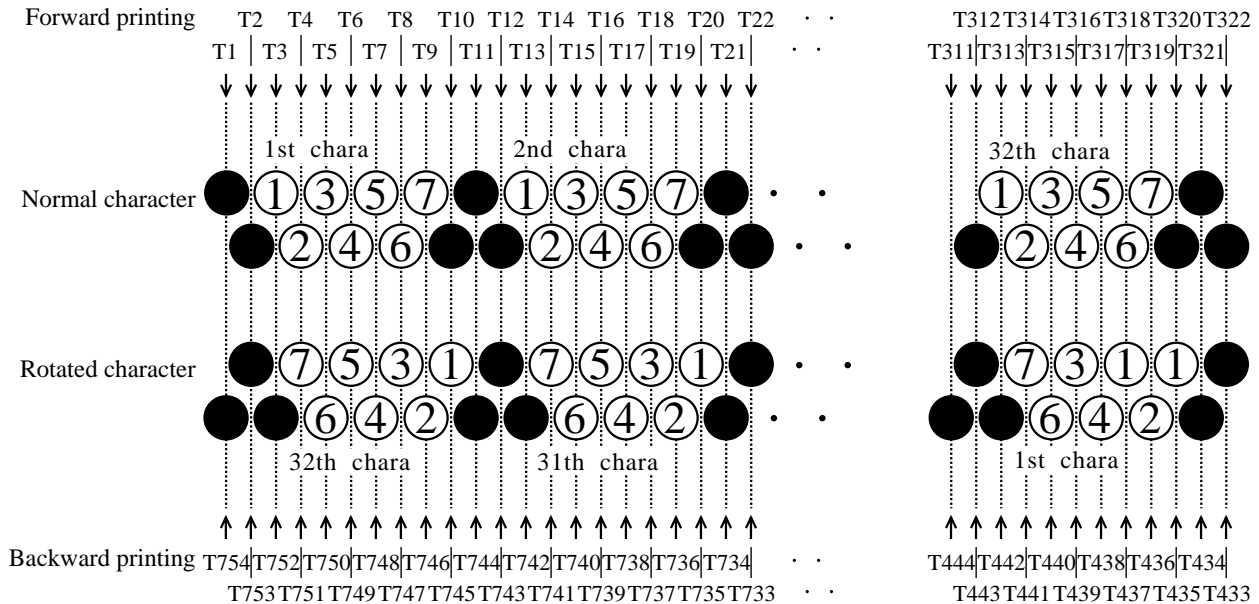 Forward printing T2 T4 T6 T8 T10 T12 T14 T16 T18 T20 T22 · · T312 T314 T316 T318 T320 T322
T1 T3 T5 T7 T9 T11 T13 T15 T17 T19 T21 · · T311 T313 T315 T317 T319 T321
1st chara 2nd chara 32th chara
Normal character 1 3 5 7 1 3 5 7 · · 1 3 5 7
2 4 6 2 4 6 · · 2 4 6
Rotated character 7 5 3 1 7 5 3 1 · · 7 3 1 1
6 4 2 6 4 2 · · 6 4 2
32th chara 31th chara 1st chara
Backward printing T754 T752 T750 T748 T746 T744 T742 T740 T738 T736 T734 · · T444 T442 T440 T438 T436 T434
T753 T751 T749 T747 T745 T743 T741 T739 T737 T735 T733 · · T443 T441 T439 T437 T435 T433